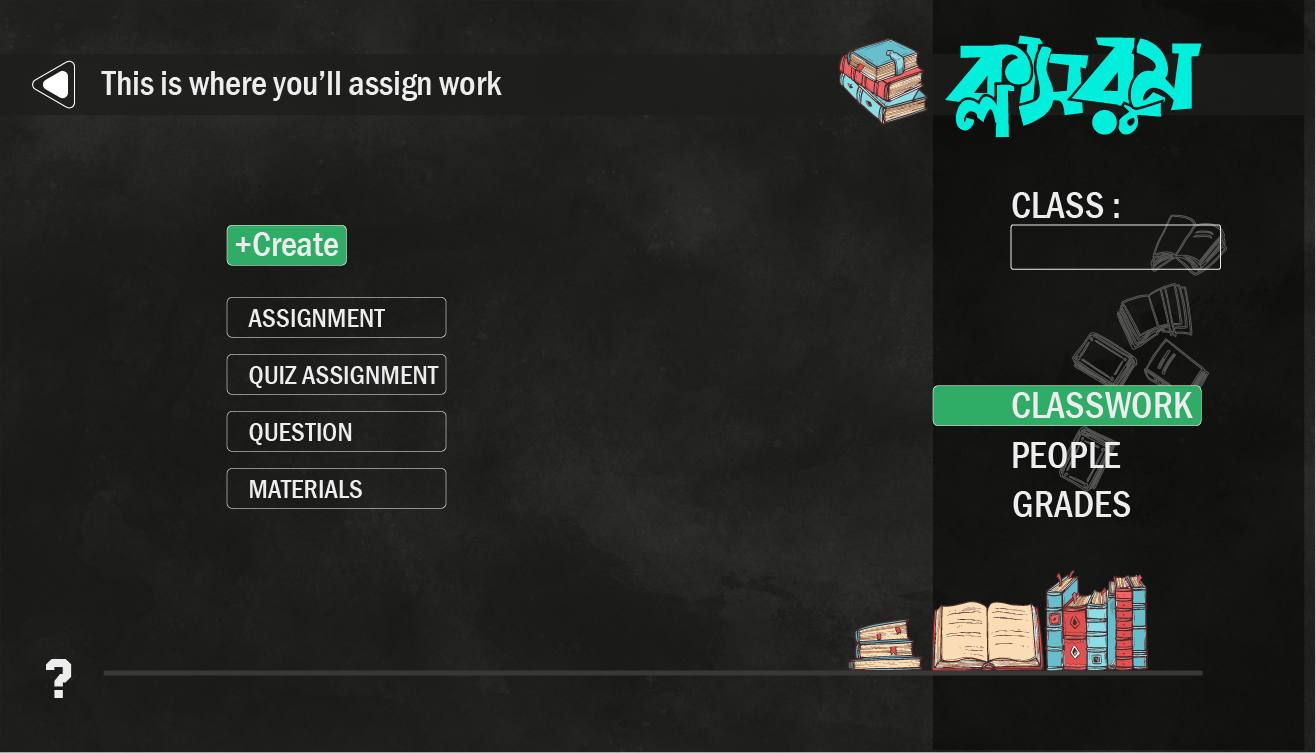 This is where you’ll assign work
ক্লাসরুম
+Create
ASSIGNMENT
QUIZ ASSIGNMENT
QUESTION
MATERIALS
CLASS :
CLASSWORK
PEOPLE
GRADES
?